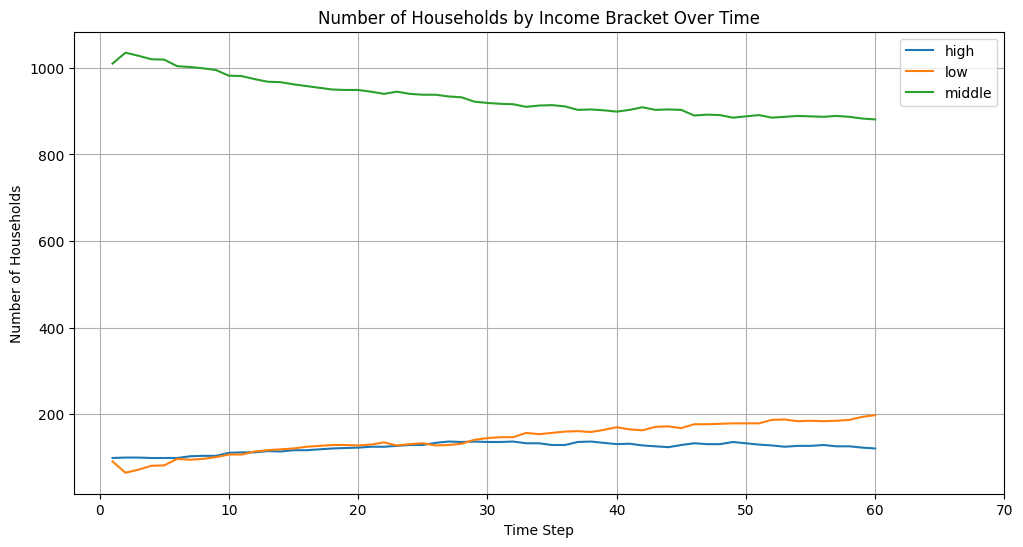 Number of Households by Income Bracket Over Time
high
low
middle
1000
800
600
400
200
Number of Households
0 10 20 30 40 50 60 70
Time Step